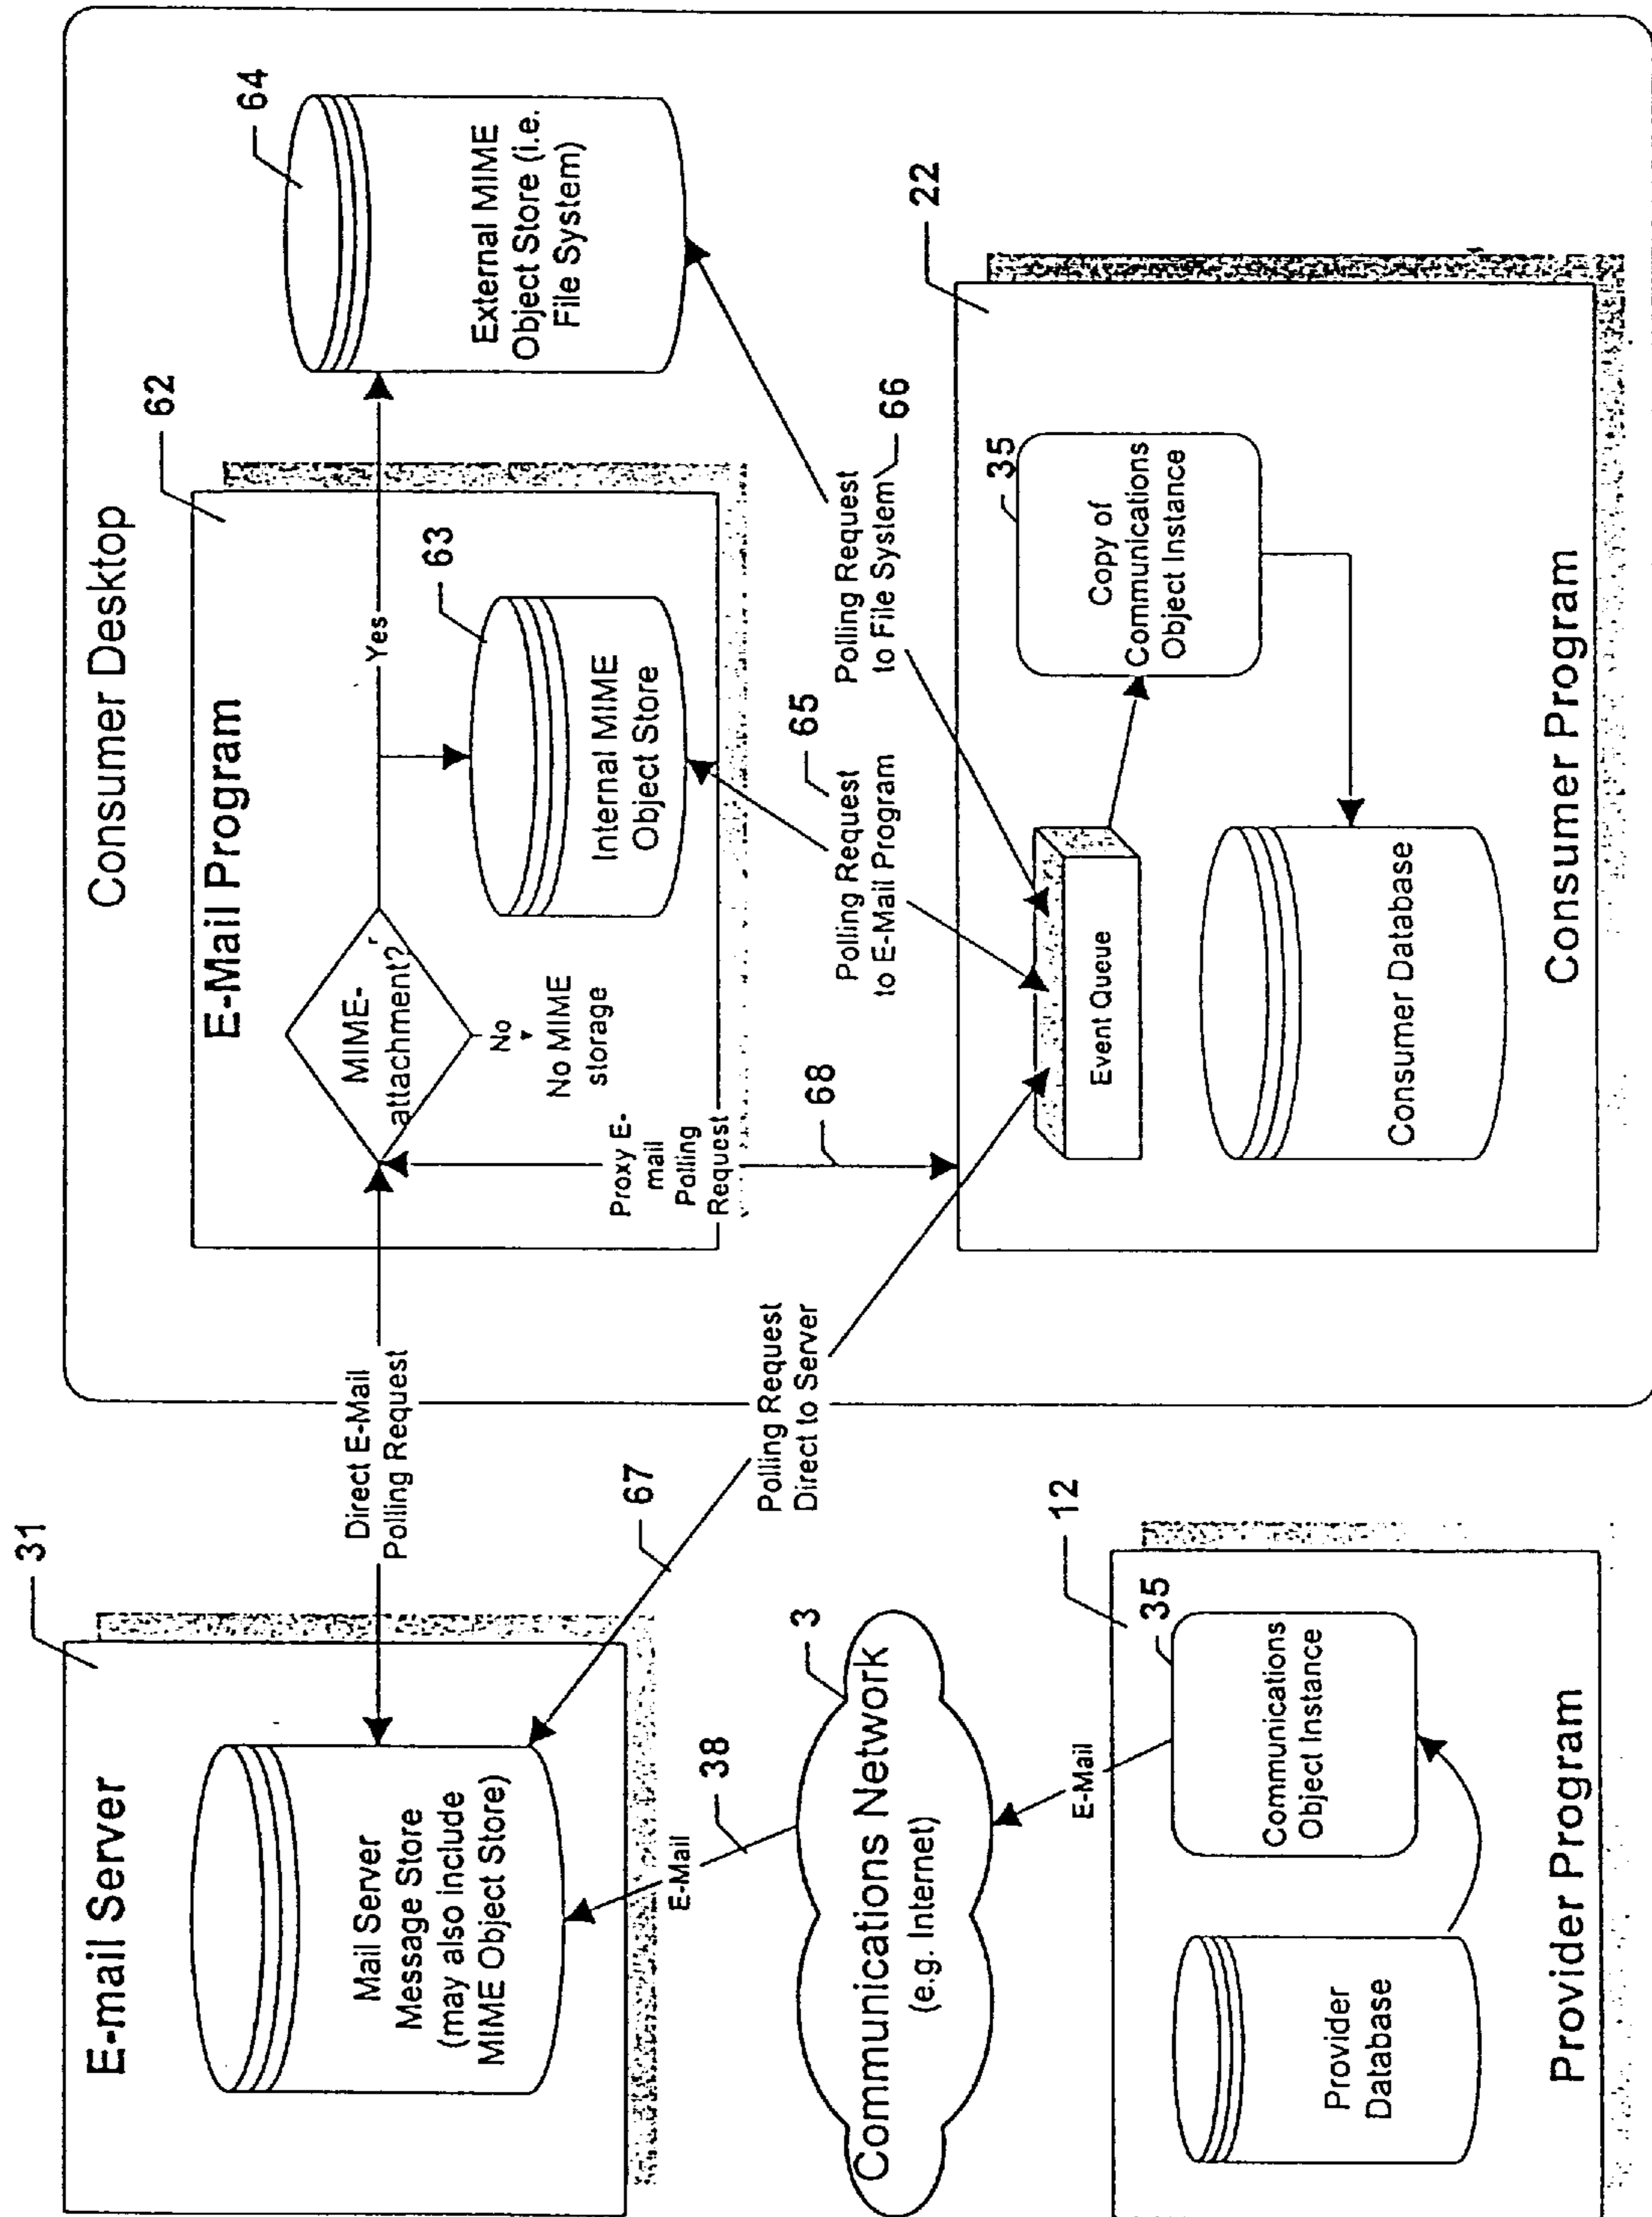 E-mail Server
31
Mail Server
Message Store
(may also include
MIME Object Store)
Direct E-Mail
Polling Request
67
E-Mail
38
Communications Network
(e.g. Internet)
3
E-Mail
Polling Request
Direct to Server
12
35
Communications
Object Instance
Provider
Database
Provider Program
Consumer Desktop
E-Mail Program
62
MIME-
attachment?
Yes
No
No MIME
storage
63
Internal MIME
Object Store
64
External MIME
Object Store (i.e.
File System)
Proxy E-
mail
Polling
Request
68
Polling Request
to E-Mail Program
65
Polling Request
to File System
66
22
Event Queue
35
Copy of
Communications
Object Instance
Consumer Database
Consumer Program